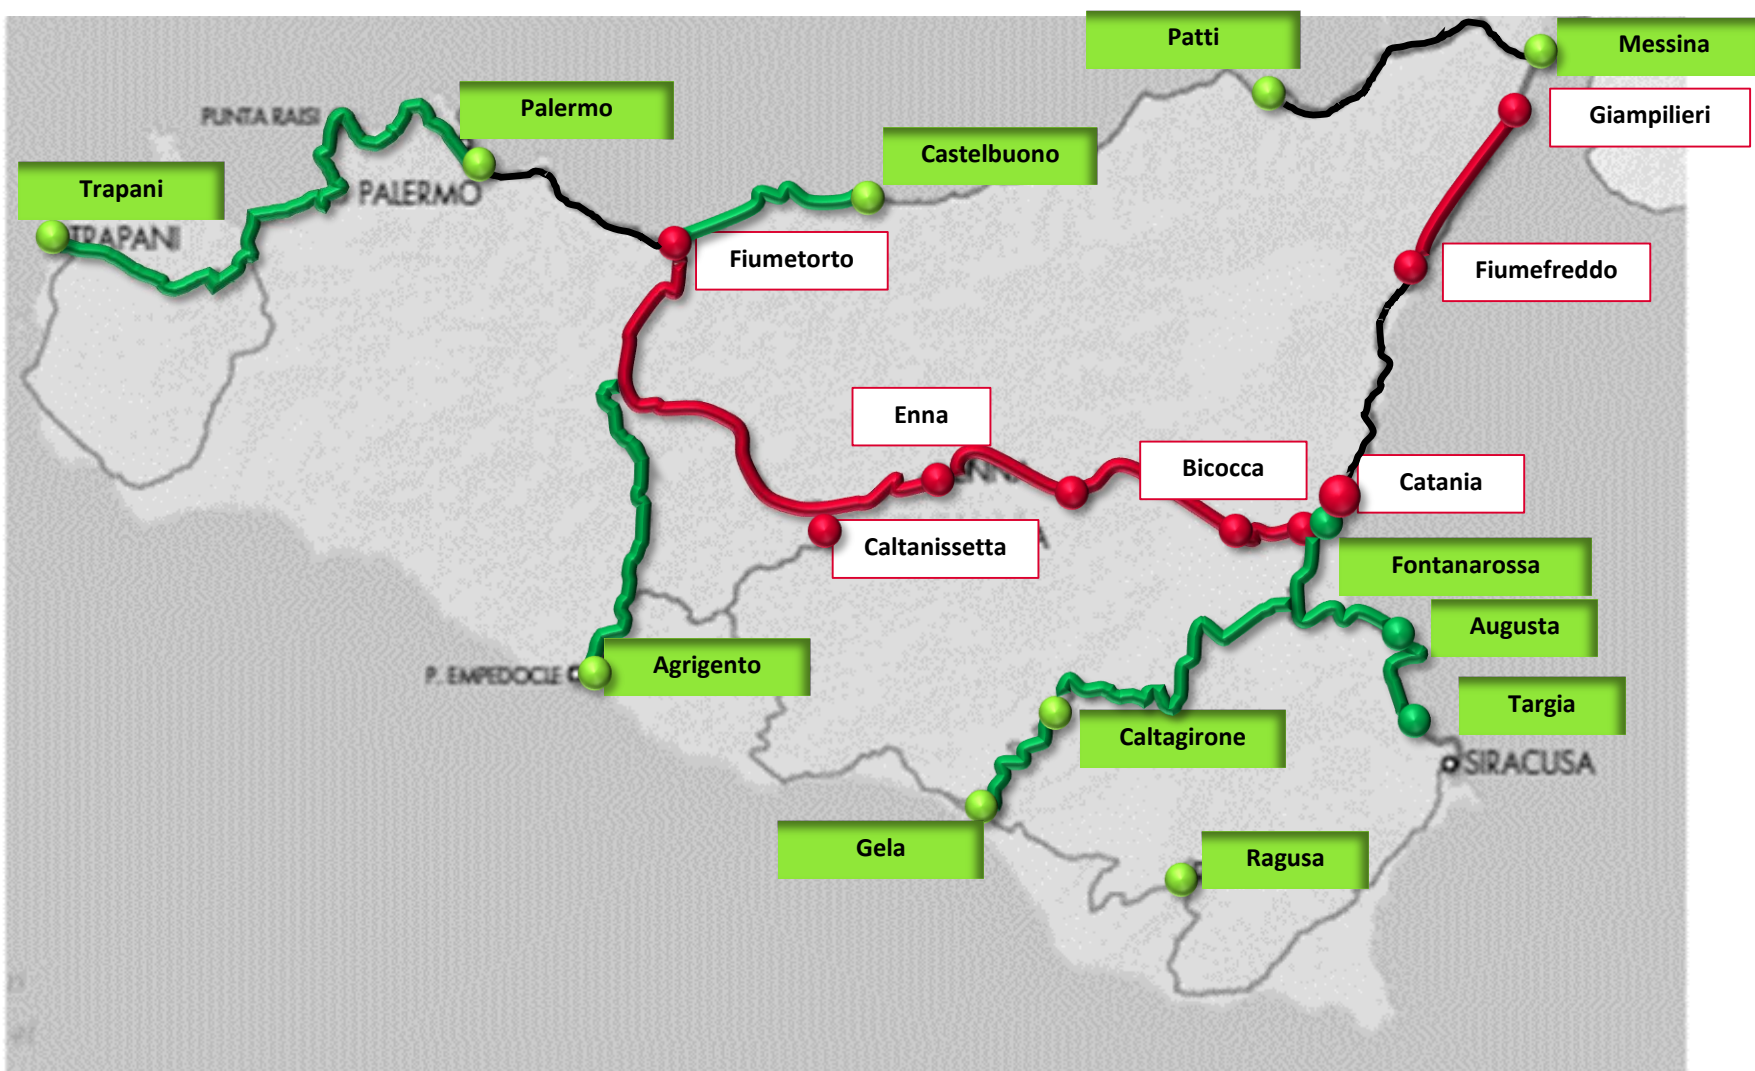 Patti
Messina
Palermo
PUNTA RAISI
Giampilieri
Castelbuono
Trapani
PALERMO
TRAPANI
Fiumetorto
Fiumefreddo
Enna
Bicocca
Catania
Caltanissetta
Fontanarossa
Augusta
Agrigento
P. EMPEDOCLE
Targia
Caltagirone
SIRACUSA
Gela
Ragusa